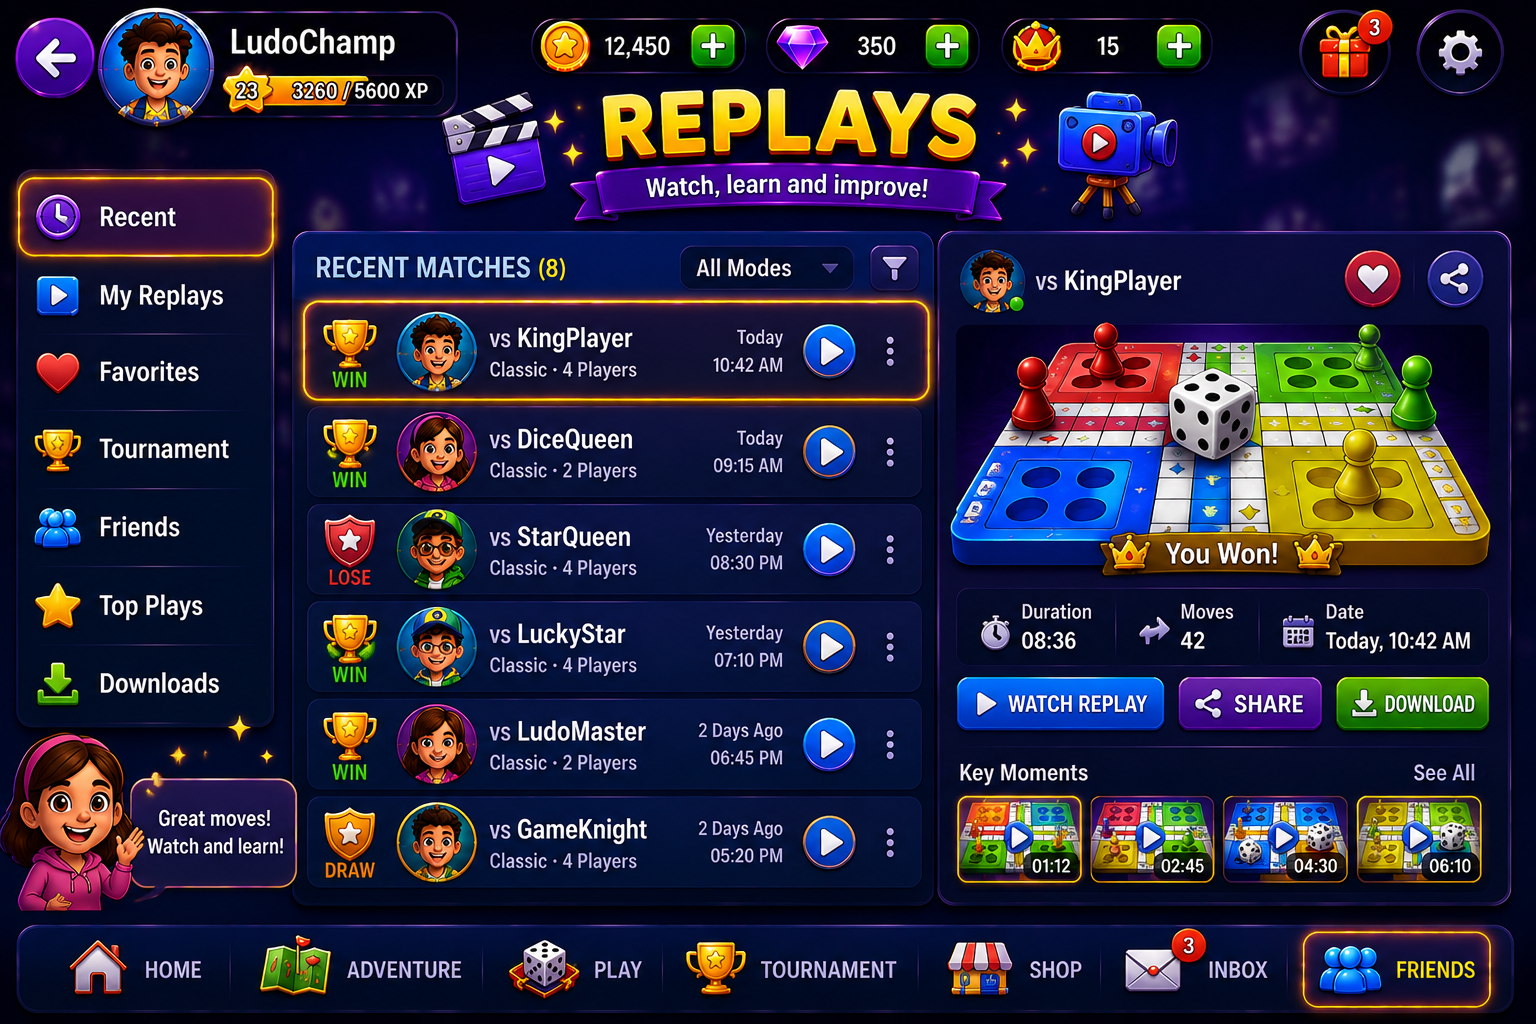 LudoChamp
23
3260 / 5600 XP
12,450
350
15
3
REPLAYS
Watch, learn and improve!
Recent
My Replays
Favorites
Tournament
Friends
Top Plays
Downloads
Great moves!
Watch and learn!
RECENT MATCHES (8)
All Modes
WIN
vs KingPlayer
Classic · 4 Players
Today
10:42 AM
WIN
vs DiceQueen
Classic · 2 Players
Today
09:15 AM
LOSE
vs StarQueen
Classic · 4 Players
Yesterday
08:30 PM
WIN
vs LuckyStar
Classic · 4 Players
Yesterday
07:10 PM
WIN
vs LudoMaster
Classic · 2 Players
2 Days Ago
06:45 PM
DRAW
vs GameKnight
Classic · 4 Players
2 Days Ago
05:20 PM
vs KingPlayer
You Won!
Duration
08:36
Moves
42
Date
Today, 10:42 AM
WATCH REPLAY
SHARE
DOWNLOAD
Key Moments
See All
01:12
02:45
04:30
06:10
HOME
ADVENTURE
PLAY
TOURNAMENT
SHOP
3
INBOX
FRIENDS